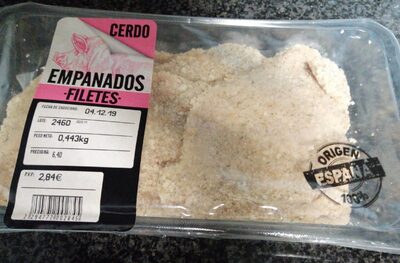 CERDO
EMPANADOS
·FILETES·
FECHA DE CADUCIDAD
04.12.19
LOTE: 2460
PESO NETO:
0,443kg
PRECIO/KG
6,40
P.V.P:
2,84€
ORIGEN
ESPAÑA
100%